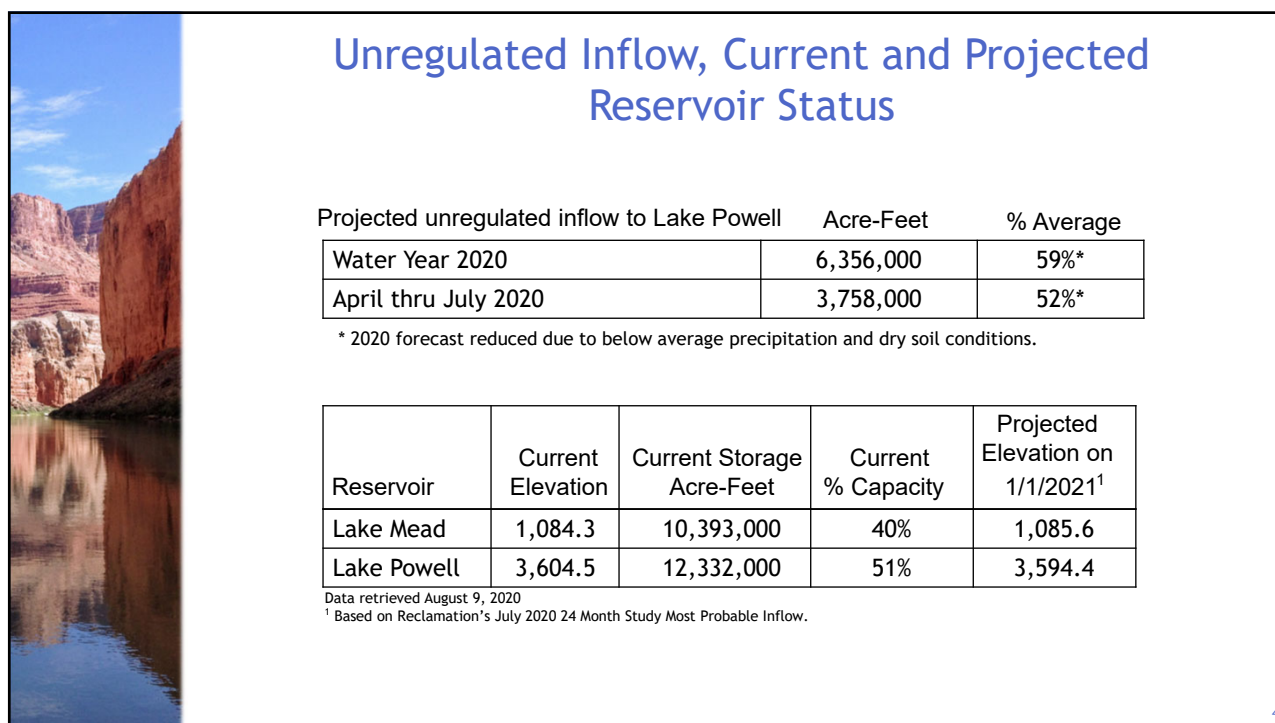 Unregulated Inflow, Current and Projected
Reservoir Status
Projected unregulated inflow to Lake Powell Acre-Feet % Average
Water Year 2020 6,356,000 59%*
April thru July 2020 3,758,000 52%*
* 2020 forecast reduced due to below average precipitation and dry soil conditions.
Reservoir Current Elevation Current Storage Acre-Feet Current % Capacity Projected Elevation on 1/1/2021¹
Lake Mead 1,084.3 10,393,000 40% 1,085.6
Lake Powell 3,604.5 12,332,000 51% 3,594.4
Data retrieved August 9, 2020
¹ Based on Reclamation's July 2020 24 Month Study Most Probable Inflow.